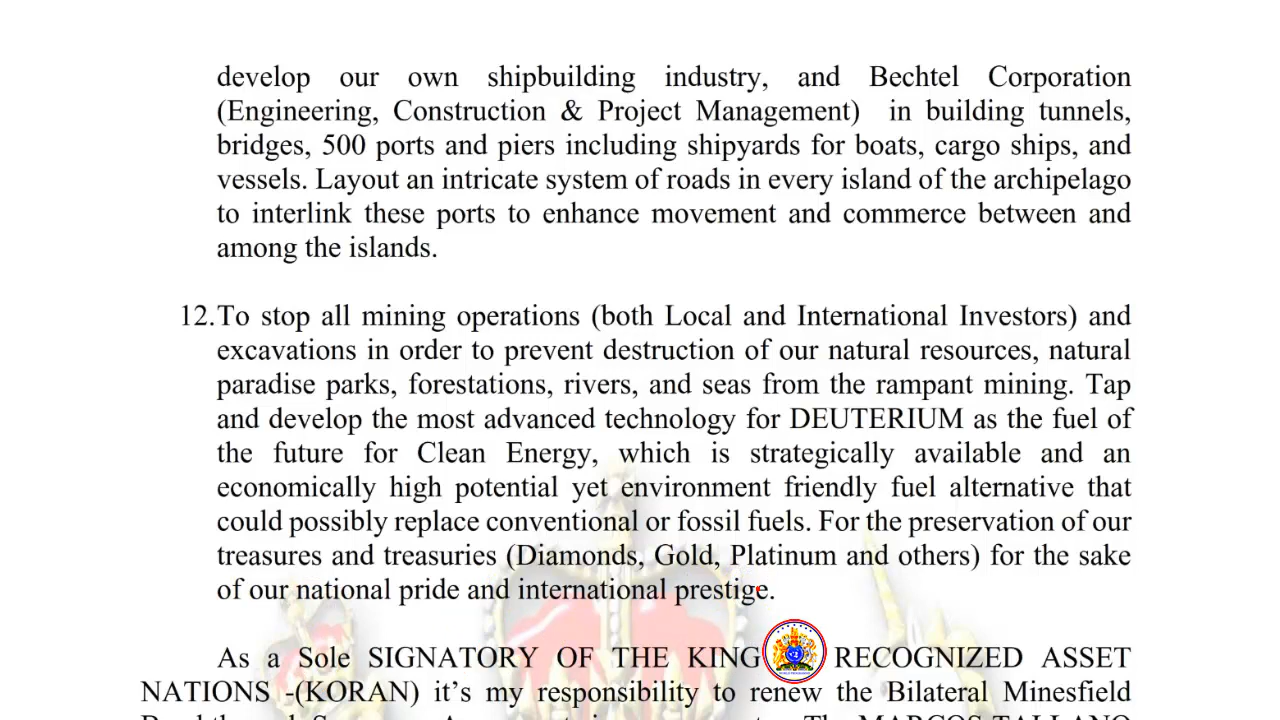 develop our own shipbuilding industry, and Bechtel Corporation
(Engineering, Construction & Project Management) in building tunnels,
bridges, 500 ports and piers including shipyards for boats, cargo ships, and
vessels. Layout an intricate system of roads in every island of the archipelago
to interlink these ports to enhance movement and commerce between and
among the islands.
12.To stop all mining operations (both Local and International Investors) and
excavations in order to prevent destruction of our natural resources, natural
paradise parks, forestations, rivers, and seas from the rampant mining. Tap
and develop the most advanced technology for DEUTERIUM as the fuel of
the future for Clean Energy, which is strategically available and an
economically high potential yet environment friendly fuel alternative that
could possibly replace conventional or fossil fuels. For the preservation of our
treasures and treasuries (Diamonds, Gold, Platinum and others) for the sake
of our national pride and international prestige.
As a Sole SIGNATORY OF THE KING RECOGNIZED ASSET
NATIONS -(KORAN) it's my responsibility to renew the Bilateral Minesfield